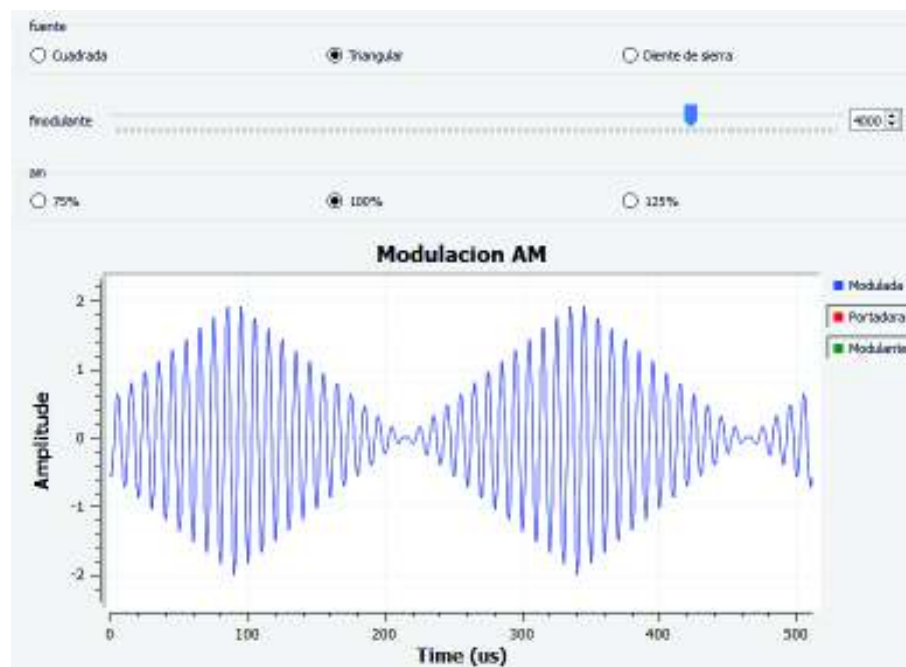 fuente
Cuadrada Triangular Diente de sierra
fmodulante 4000
am
75% 100% 125%
Modulacion AM
Modulada
Portadora
Modulante
2
1
0
-1
-2
Amplitude
0 100 200 300 400 500
Time (us)